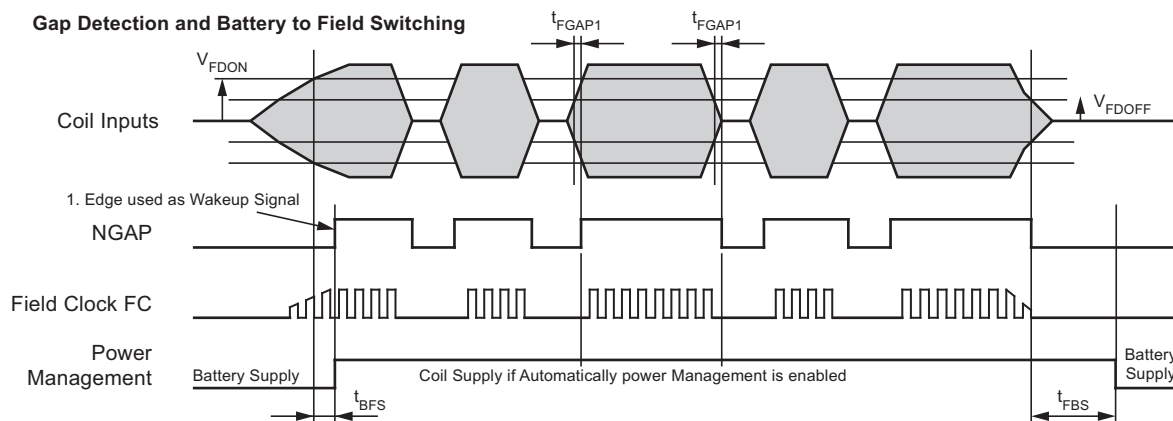 Gap Detection and Battery to Field Switching
tFGAP1
tFGAP1
VFDON
Coil Inputs
VFDOFF
1. Edge used as Wakeup Signal
NGAP
Field Clock FC
Power
Management
Battery Supply
Coil Supply if Automatically power Management is enabled
Battery
Supply
tBFS
tFBS